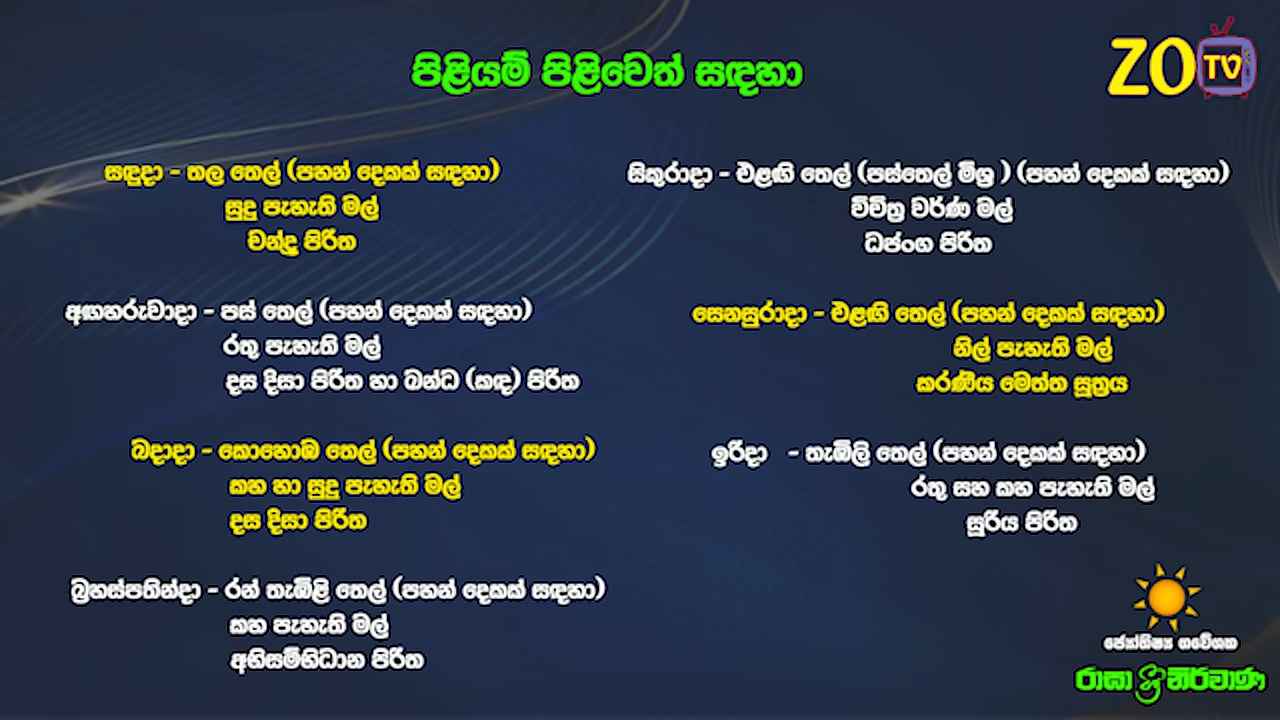 පිළියම් පිළිවෙත් සඳහා
ZO TV
සඳුදා - තල තෙල් (පහන් දෙකක් සඳහා)
සුදු පැහැති මල්
චන්ද්‍ර පිරිත
අඟහරුවාදා - පස් තෙල් (පහන් දෙකක් සඳහා)
රතු පැහැති මල්
දස දිසා පිරිත හා ඛන්ධ (කඳ) පිරිත
බදාදා - කොහොඹ තෙල් (පහන් දෙකක් සඳහා)
කහ හා සුදු පැහැති මල්
දස දිසා පිරිත
බ්‍රහස්පතින්දා - රන් තැඹිළි තෙල් (පහන් දෙකක් සඳහා)
කහ පැහැති මල්
අභිසම්භිධාන පිරිත
සිකුරාදා - එළඟි තෙල් (පස්තෙල් මිශ්‍ර ) (පහන් දෙකක් සඳහා)
විචිත්‍ර වර්ණ මල්
ධජංග පිරිත
සෙනසුරාදා - එළඟි තෙල් (පහන් දෙකක් සඳහා)
නිල් පැහැති මල්
කරණීය මෙත්ත සූත්‍රය
ඉරිදා - තැඹිලි තෙල් (පහන් දෙකක් සඳහා)
රතු සහ කහ පැහැති මල්
සූරිය පිරිත
ජ්‍යෝතිෂ්‍ය ගවේශක
රාඝා ශ්‍රී නිර්වාණ